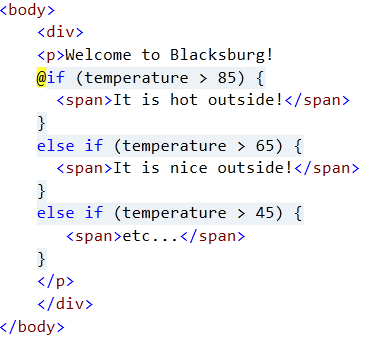 <body>
<div>
<p>Welcome to Blacksburg!
@if (temperature > 85) {
<span>It is hot outside!</span>
}
else if (temperature > 65) {
<span>It is nice outside!</span>
}
else if (temperature > 45) {
<span>etc...</span>
}
</p>
</div>
</body>